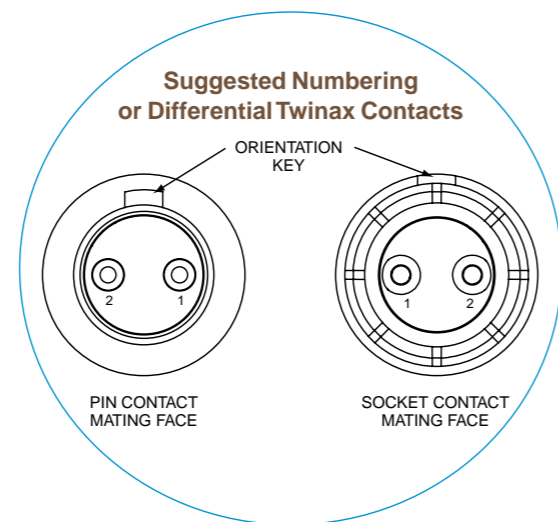 Suggested Numbering
or Differential Twinax Contacts
ORIENTATION
KEY
2 1
1 2
PIN CONTACT
MATING FACE
SOCKET CONTACT
MATING FACE